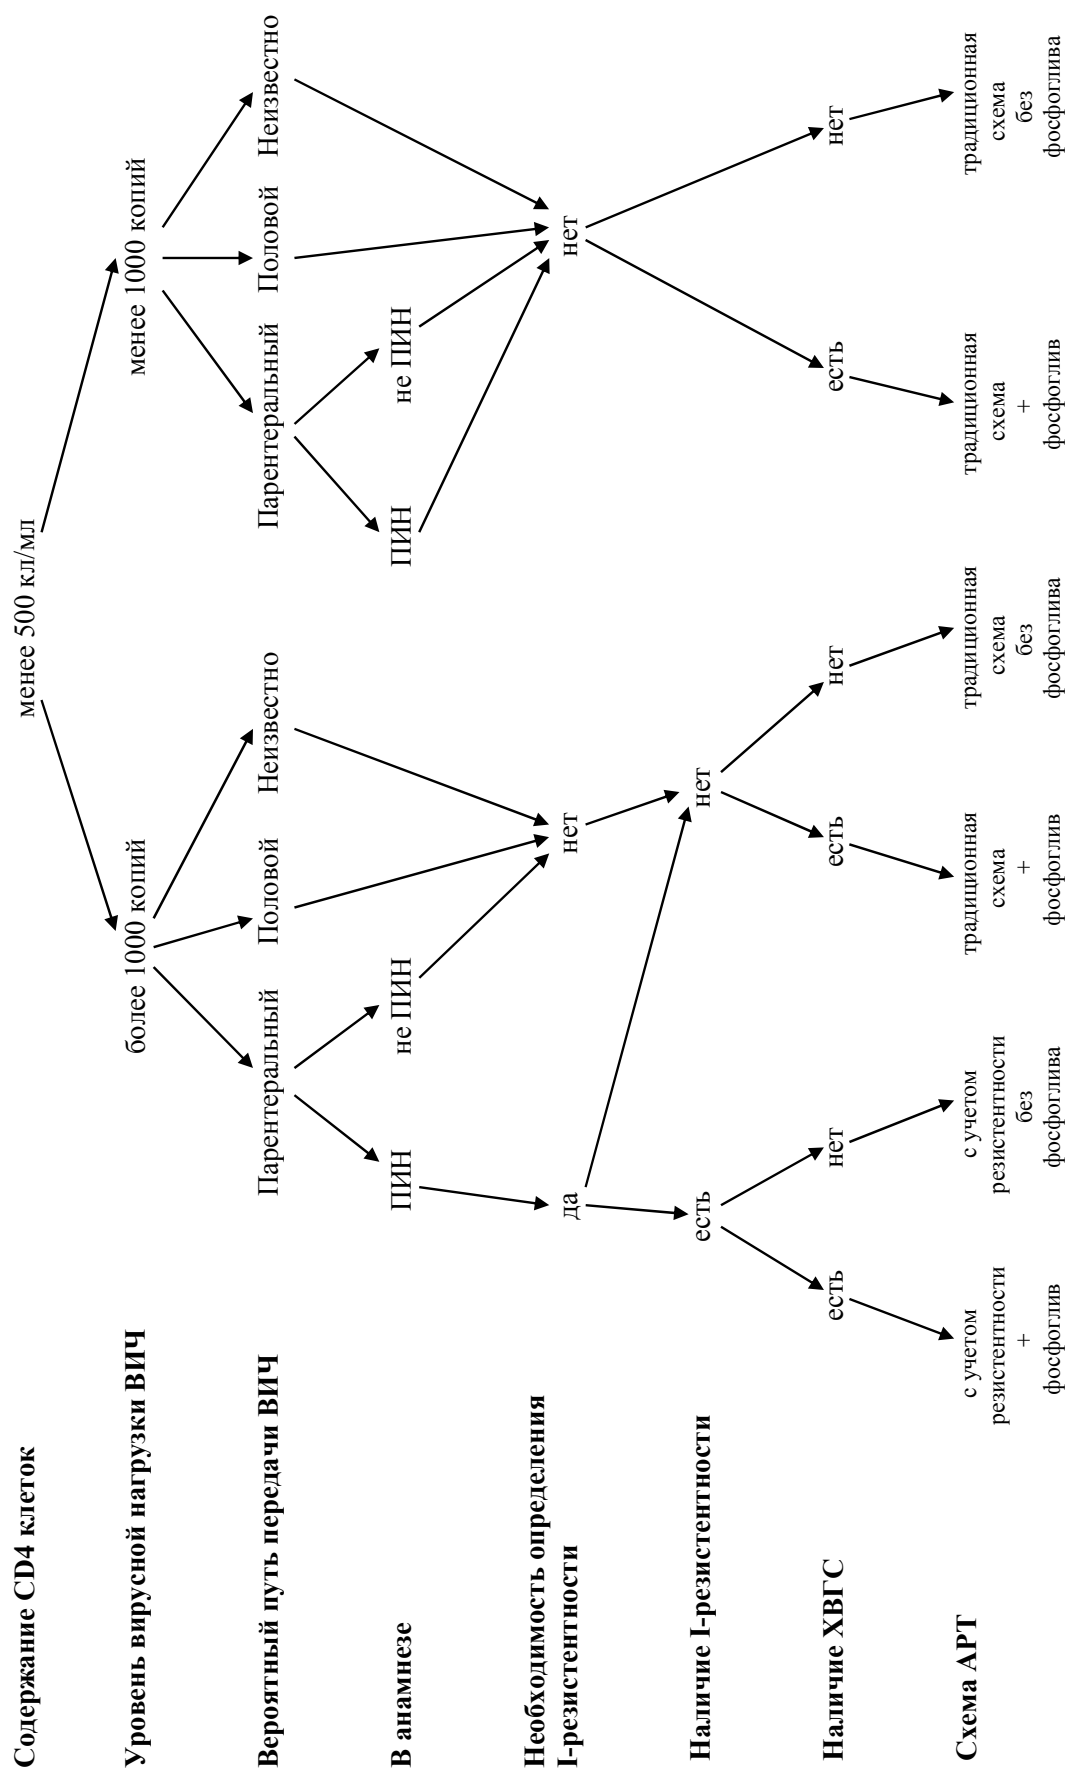 Содержание CD4 клеток
менее 500 кл/мл
Уровень вирусной нагрузки ВИЧ
более 1000 копий
менее 1000 копий
Вероятный путь передачи ВИЧ
Парентеральный
Половой
Неизвестно
Парентеральный
Половой
Неизвестно
В анамнезе
ПИН
не ПИН
ПИН
не ПИН
Необходимость определения
I-резистентности
да
нет
нет
Наличие I-резистентности
есть
нет
Наличие ХВГС
есть
нет
есть
нет
есть
нет
Схема АРТ
с учетом
резистентности
+
фосфоглив
с учетом
резистентности
без
фосфоглива
традиционная
схема
+
фосфоглив
традиционная
схема
без
фосфоглива
традиционная
схема
+
фосфоглив
традиционная
схема
без
фосфоглива